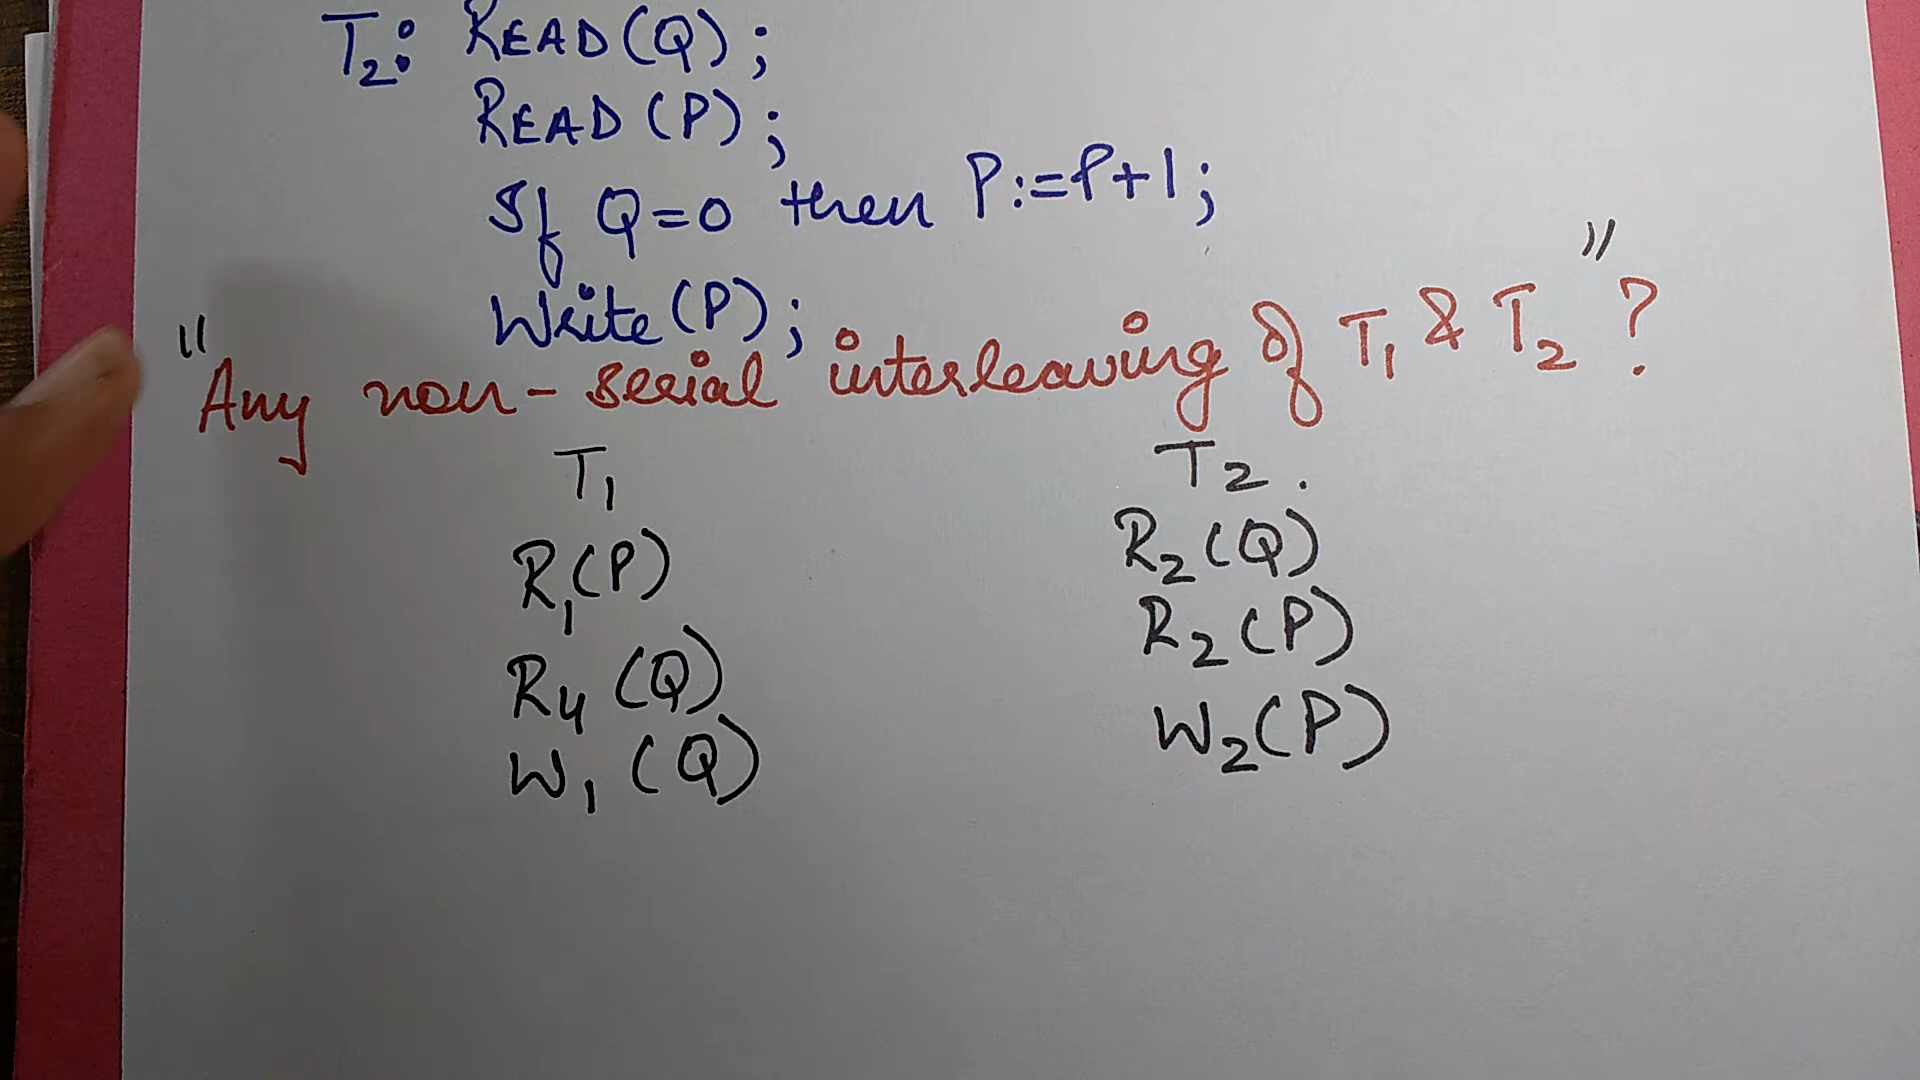 T2: READ(Q);
READ(P);
If Q=0 then P:=P+1;
Write(P);
"Any non-serial interleaving of T1 & T2"?
T1 T2.
R1(P) R2(Q)
R4(Q) R2(P)
W1(Q) W2(P)